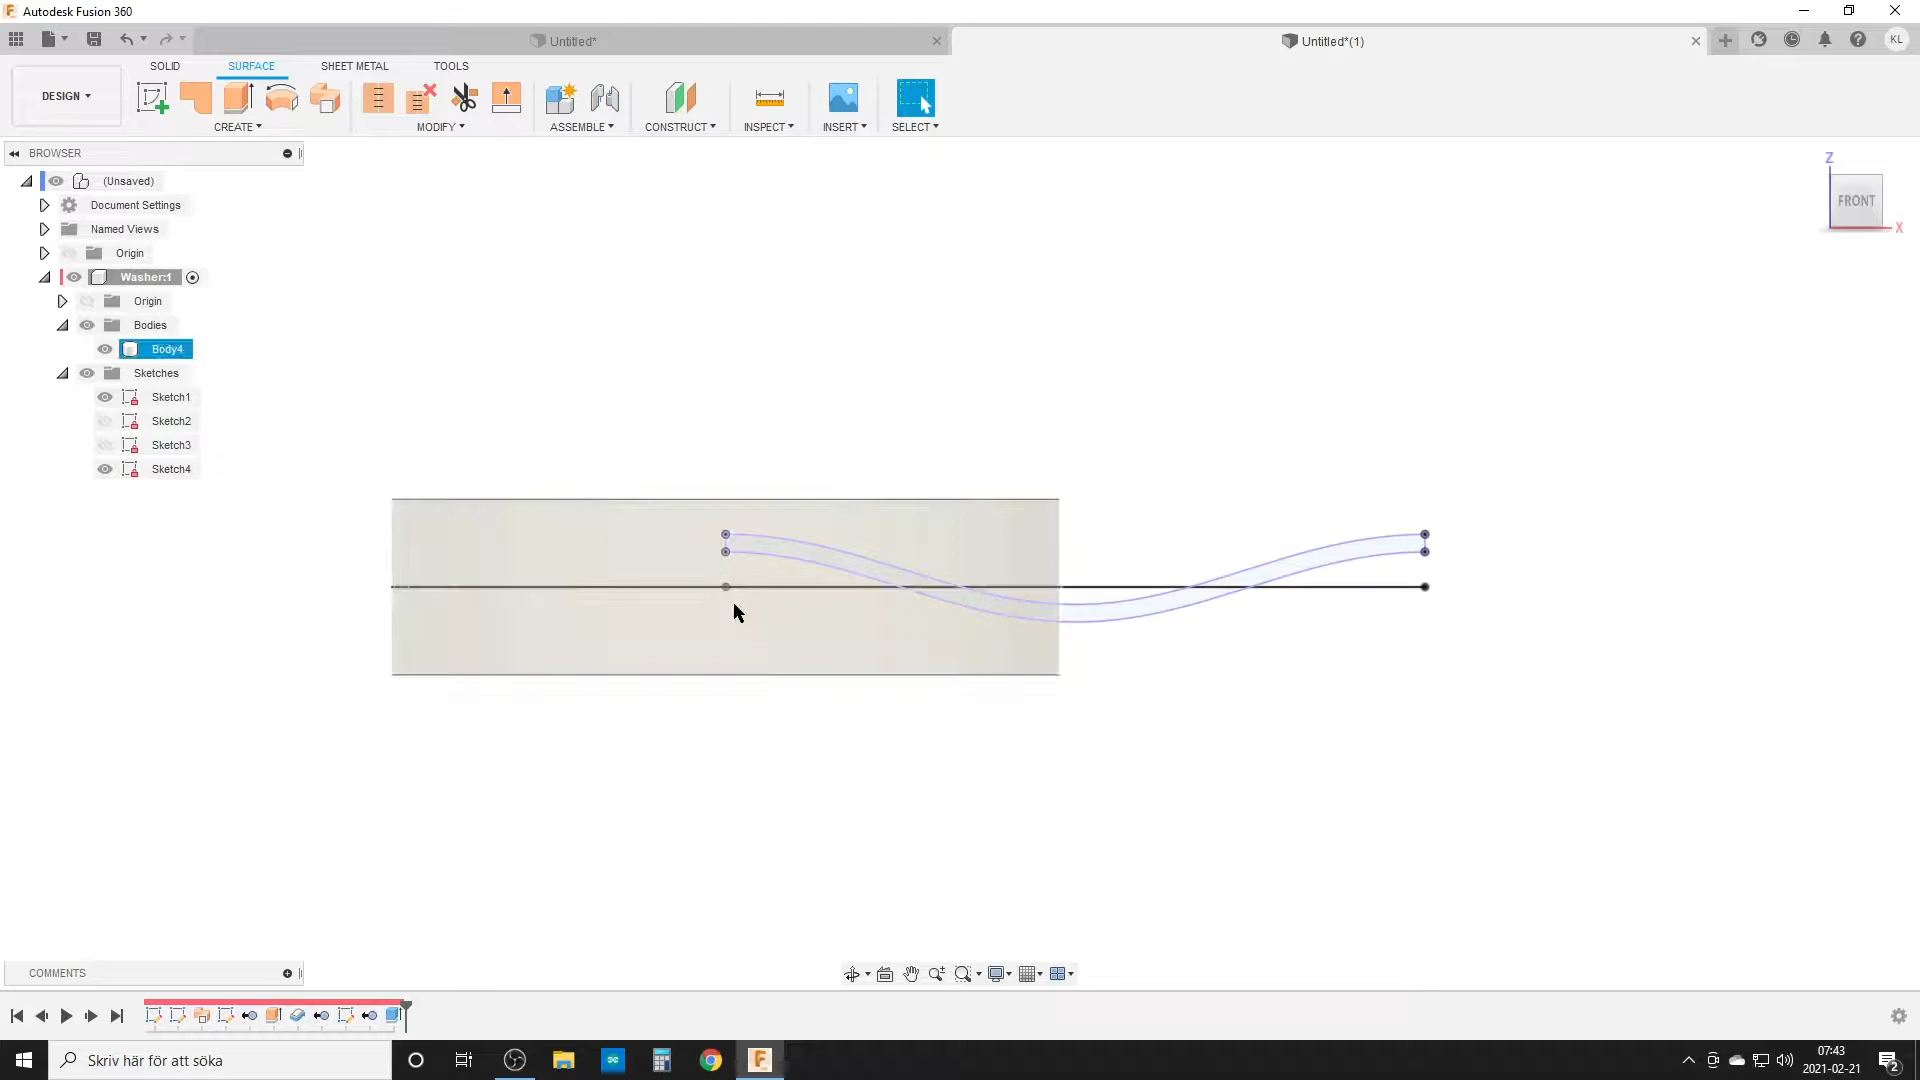 Autodesk Fusion 360
Untitled*
Untitled*(1)
KL
SOLID
SURFACE
SHEET METAL
TOOLS
DESIGN
CREATE
MODIFY
ASSEMBLE
CONSTRUCT
INSPECT
INSERT
SELECT
BROWSER
(Unsaved)
Document Settings
Named Views
Origin
Washer:1
Origin
Bodies
Body4
Sketches
Sketch1
Sketch2
Sketch3
Sketch4
Z
FRONT
X
COMMENTS
Skriv här för att söka
07:43
2021-02-21
2